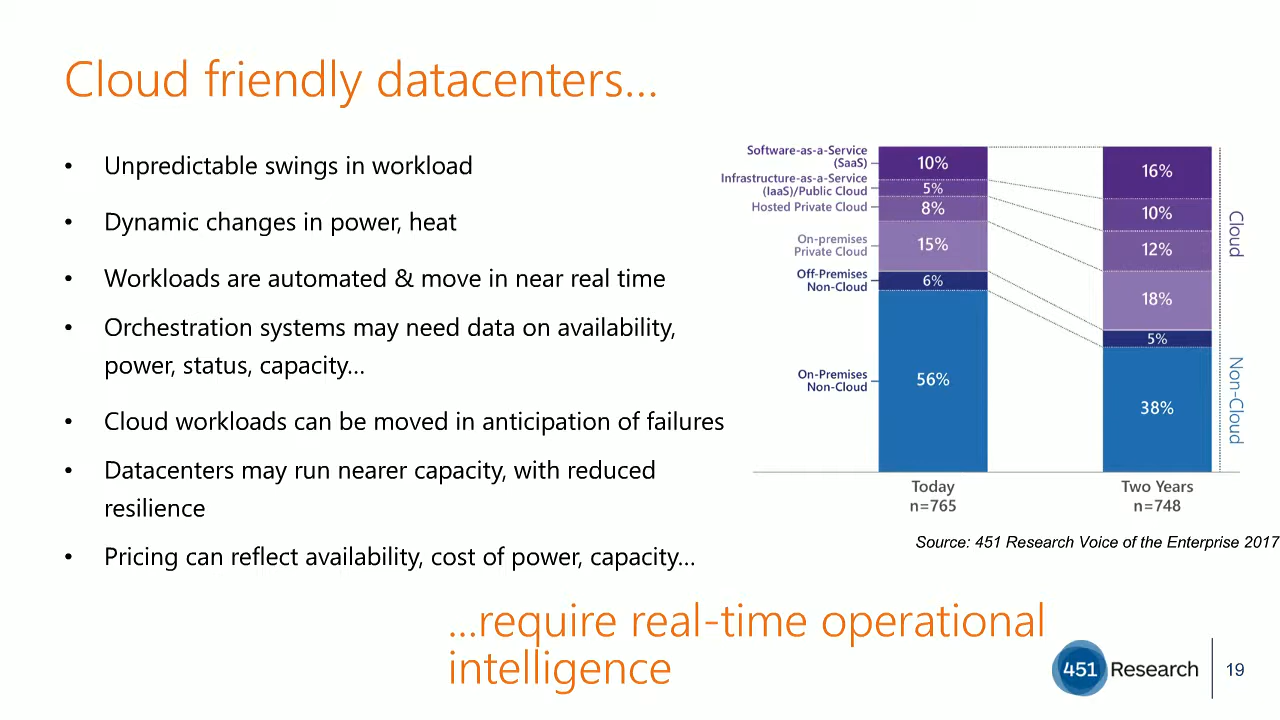 Cloud friendly datacenters...
• Unpredictable swings in workload
• Dynamic changes in power, heat
• Workloads are automated & move in near real time
• Orchestration systems may need data on availability,
power, status, capacity...
• Cloud workloads can be moved in anticipation of failures
• Datacenters may run nearer capacity, with reduced
resilience
• Pricing can reflect availability, cost of power, capacity...
Software-as-a-Service
(SaaS)
Infrastructure-as-a-Service
(IaaS)/Public Cloud
Hosted Private Cloud
On-premises
Private Cloud
Off-Premises
Non-Cloud
On-Premises
Non-Cloud
10%
5%
8%
15%
6%
56%
16%
10%
12%
18%
5%
38%
Cloud
Non-Cloud
Today
n=765
Two Years
n=748
Source: 451 Research Voice of the Enterprise 2017
...require real-time operational
intelligence
451 Research
19